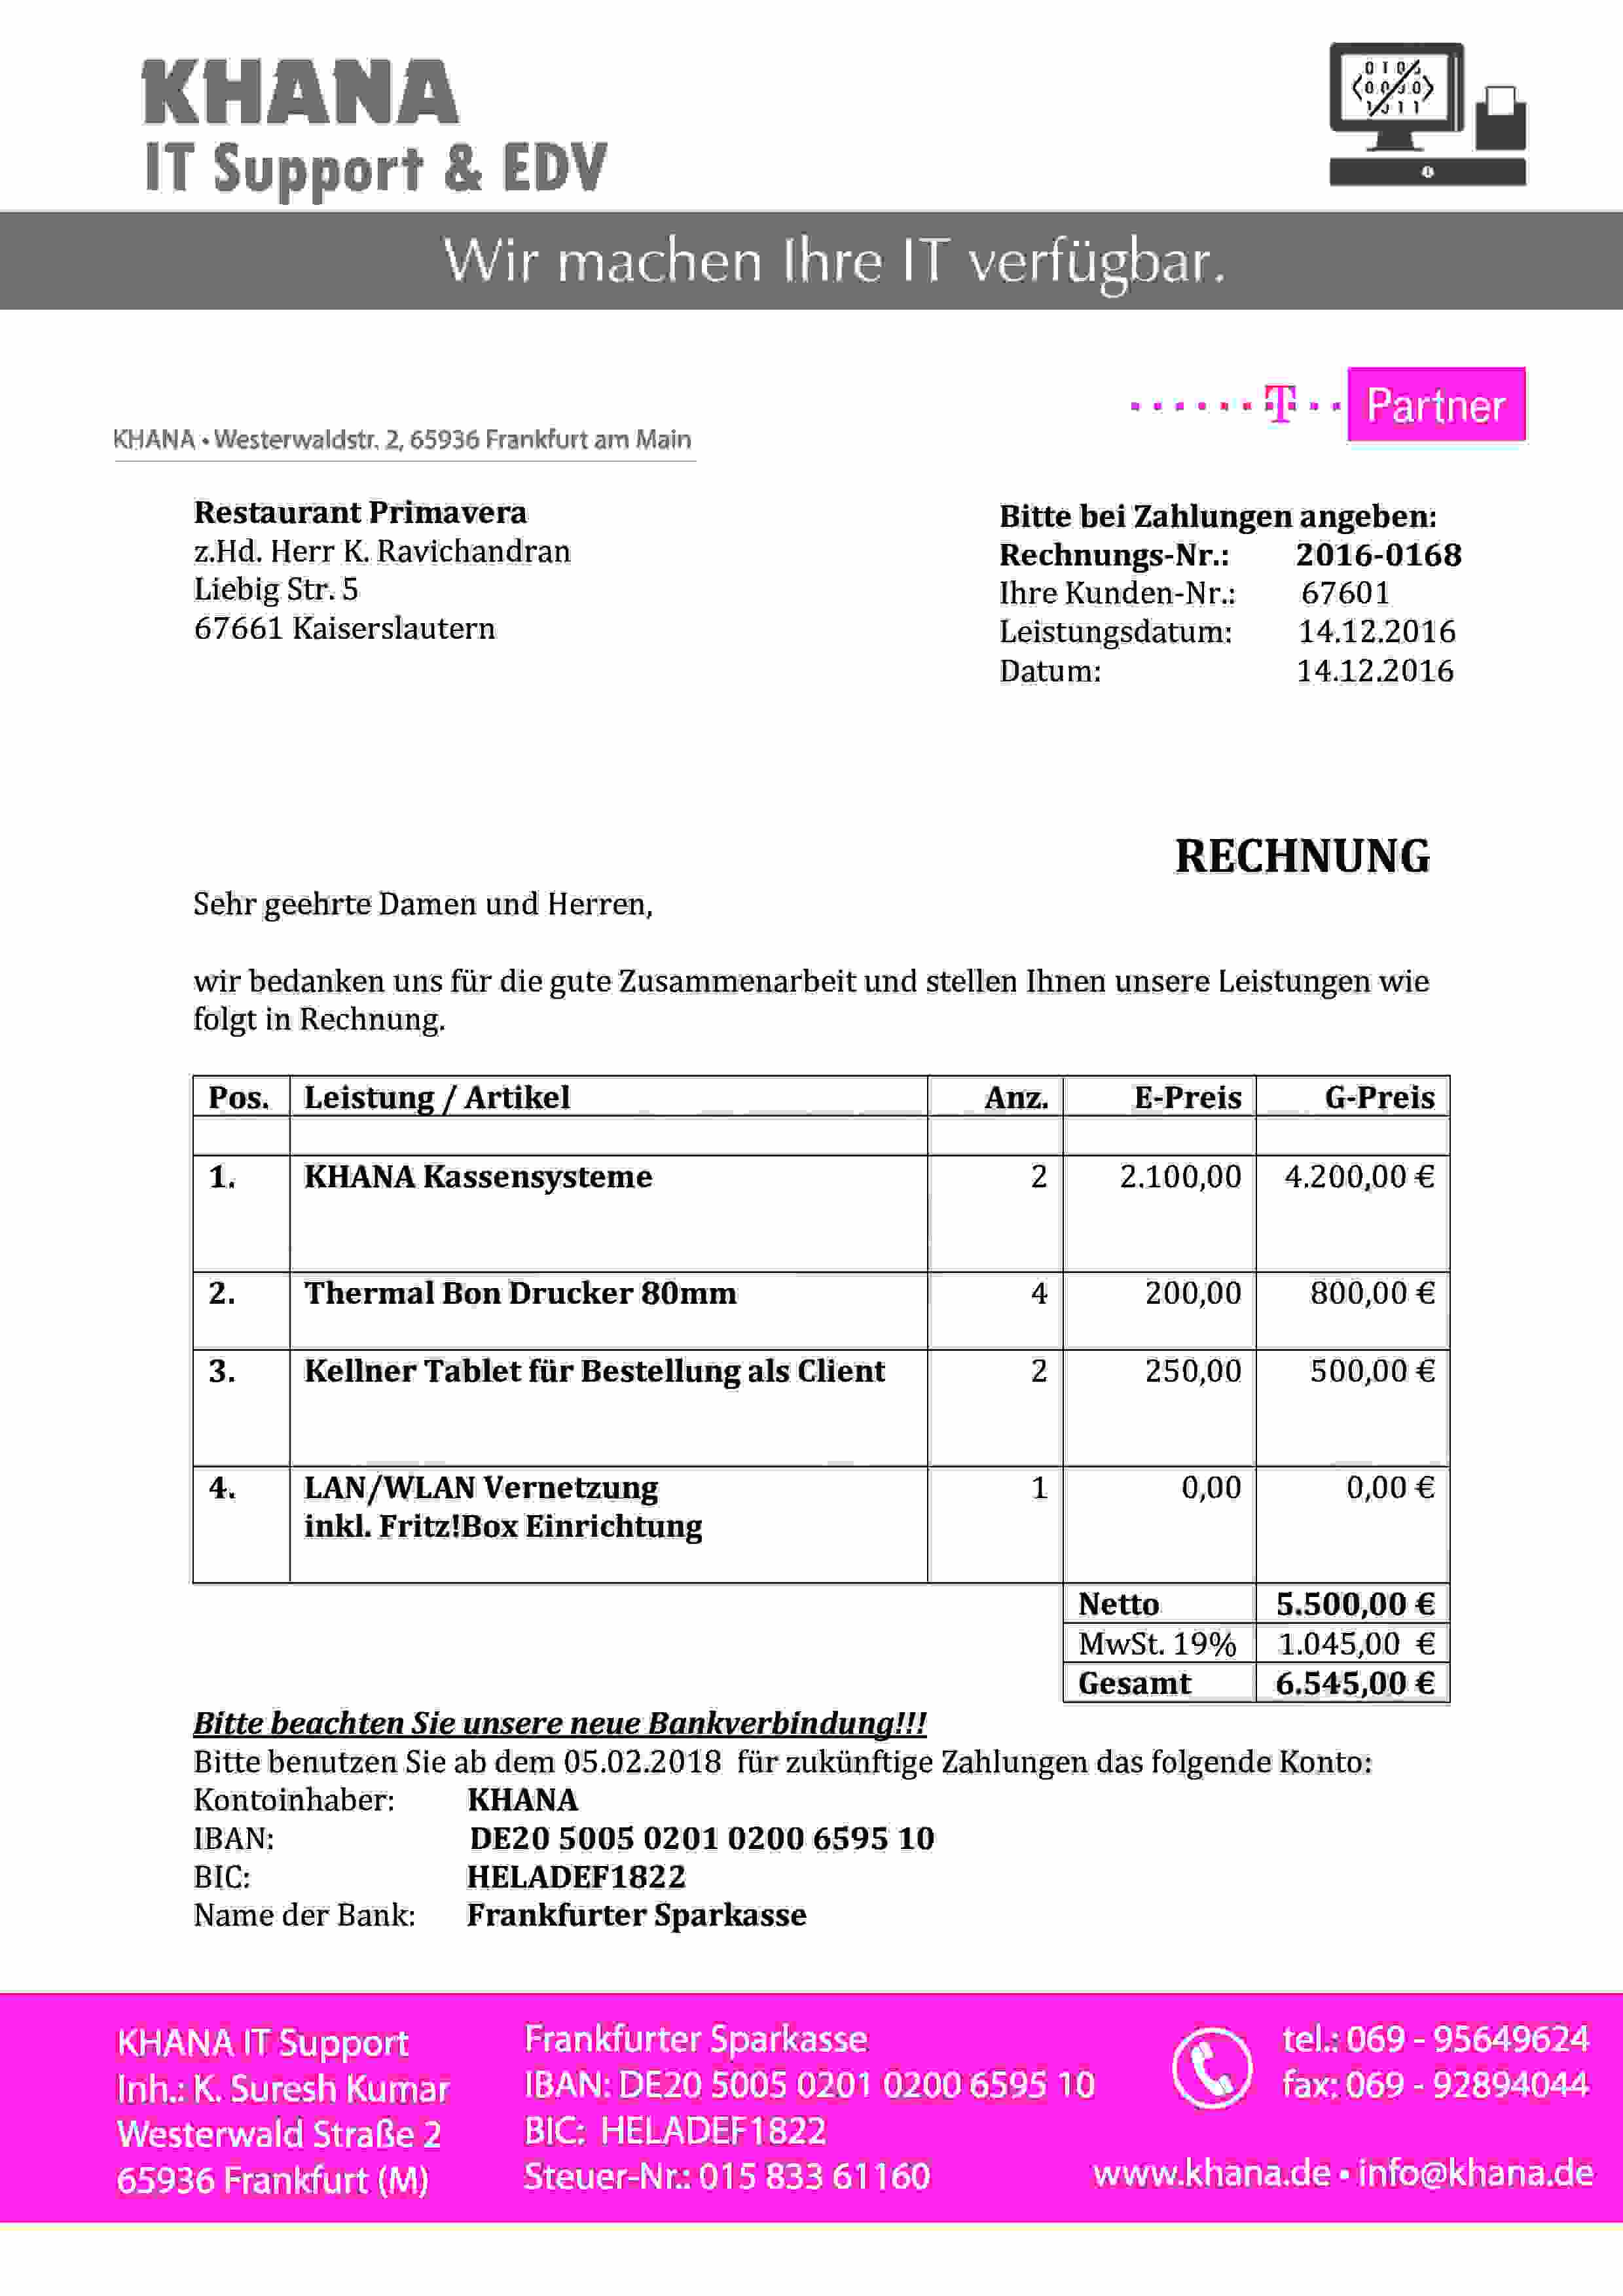 KHANA
IT Support & EDV
Wir machen Ihre IT verfügbar.
T Partner
KHANA • Westerwaldstr. 2, 65936 Frankfurt am Main
Restaurant Primavera
z.Hd. Herr K. Ravichandran
Liebig Str. 5
67661 Kaiserslautern
Bitte bei Zahlungen angeben:
Rechnungs-Nr.: 2016-0168
Ihre Kunden-Nr.: 67601
Leistungsdatum: 14.12.2016
Datum: 14.12.2016
RECHNUNG
Sehr geehrte Damen und Herren,
wir bedanken uns für die gute Zusammenarbeit und stellen Ihnen unsere Leistungen wie
folgt in Rechnung.
Pos. Leistung / Artikel Anz. E-Preis G-Preis
1. KHANA Kassensysteme 2 2.100,00 4.200,00 €
2. Thermal Bon Drucker 80mm 4 200,00 800,00 €
3. Kellner Tablet für Bestellung als Client 2 250,00 500,00 €
4. LAN/WLAN Vernetzung 1 0,00 0,00 €
inkl. Fritz!Box Einrichtung
Netto 5.500,00 €
MwSt. 19% 1.045,00 €
Gesamt 6.545,00 €
Bitte beachten Sie unsere neue Bankverbindung!!!
Bitte benutzen Sie ab dem 05.02.2018 für zukünftige Zahlungen das folgende Konto:
Kontoinhaber: KHANA
IBAN: DE20 5005 0201 0200 6595 10
BIC: HELADEF1822
Name der Bank: Frankfurter Sparkasse
KHANA IT Support
Inh.: K. Suresh Kumar
Westerwald Straße 2
65936 Frankfurt (M)
Frankfurter Sparkasse
IBAN: DE20 5005 0201 0200 6595 10
BIC: HELADEF1822
Steuer-Nr.: 015 833 61160
tel.: 069 - 95649624
fax: 069 - 92894044
www.khana.de • info@khana.de